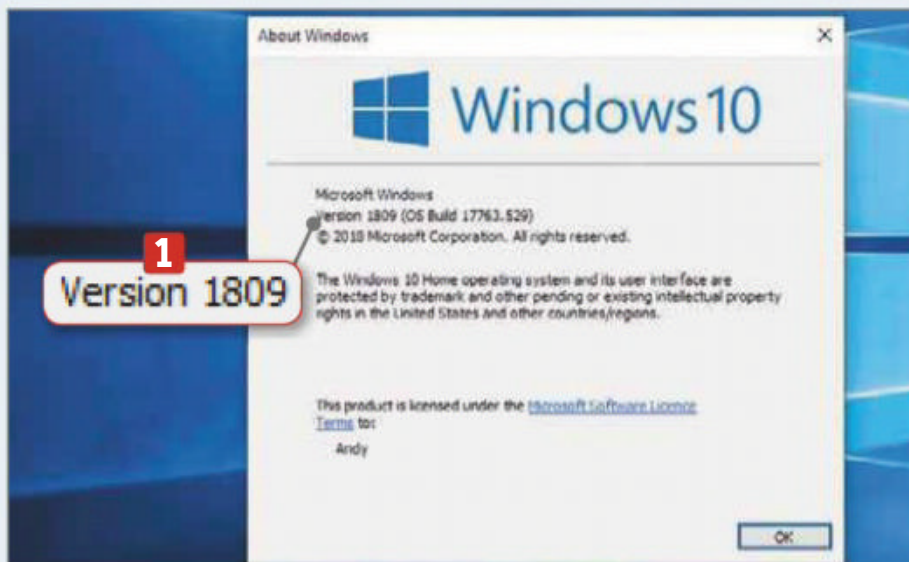 About Windows
Windows 10
Microsoft Windows
Version 1809 (OS Build 17763.529)
© 2018 Microsoft Corporation. All rights reserved.
1
Version 1809
The Windows 10 Home operating system and its user interface are
protected by trademark and other pending or existing intellectual property
rights in the United States and other countries/regions.
This product is licensed under the Microsoft Software Licence
Terms to:
Andy
OK